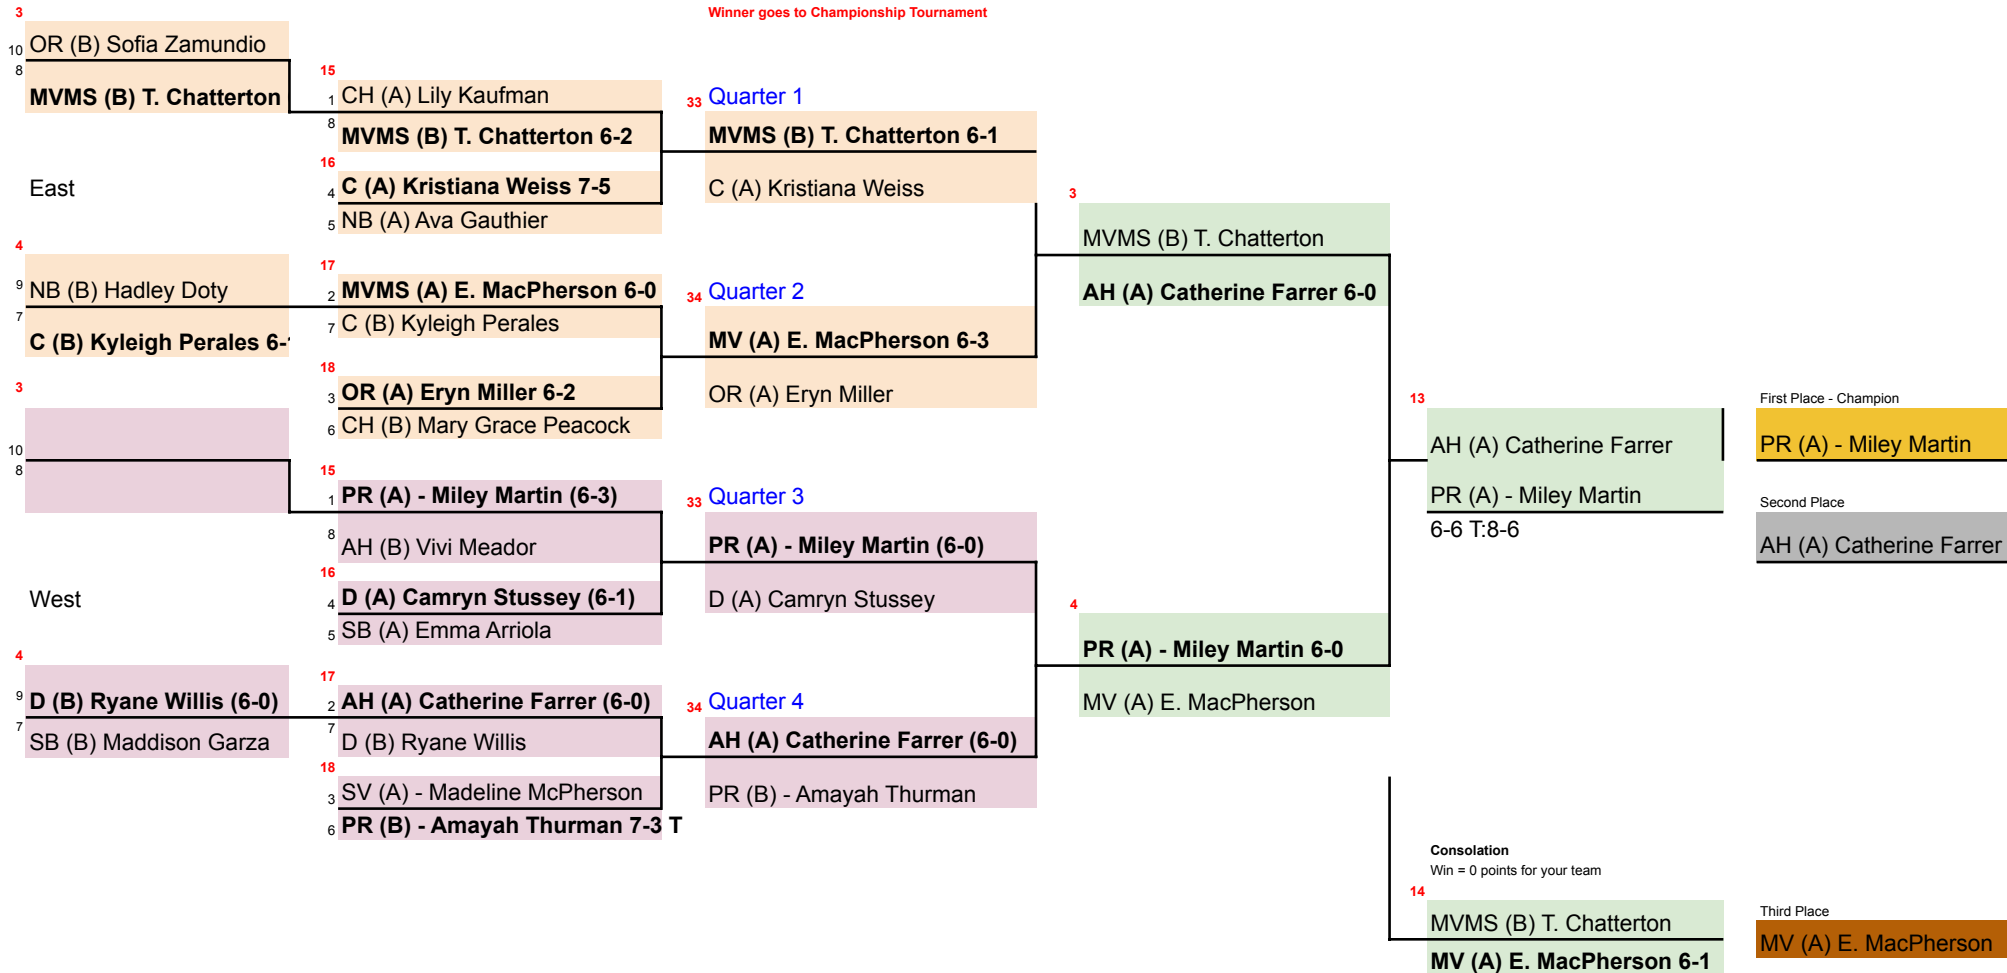 Winner goes to Championship Tournament
3
10 OR (B) Sofia Zamundio
8
MVMS (B) T. Chatterton
East
4
9 NB (B) Hadley Doty
7
C (B) Kyleigh Perales 6-
3
10
8
West
4
9 D (B) Ryane Willis (6-0)
7 SB (B) Maddison Garza
15
1 CH (A) Lily Kaufman
8
MVMS (B) T. Chatterton 6-2
16
4 C (A) Kristiana Weiss 7-5
5 NB (A) Ava Gauthier
17
2 MVMS (A) E. MacPherson 6-0
7 C (B) Kyleigh Perales
18
3 OR (A) Eryn Miller 6-2
6 CH (B) Mary Grace Peacock
15
1 PR (A) - Miley Martin (6-3)
8 AH (B) Vivi Meador
16
4 D (A) Camryn Stussey (6-1)
5 SB (A) Emma Arriola
17
2 AH (A) Catherine Farrer (6-0)
7 D (B) Ryane Willis
18
3 SV (A) - Madeline McPherson
6 PR (B) - Amayah Thurman 7-3 T
33 Quarter 1
MVMS (B) T. Chatterton 6-1
C (A) Kristiana Weiss
34 Quarter 2
MV (A) E. MacPherson 6-3
OR (A) Eryn Miller
33 Quarter 3
PR (A) - Miley Martin (6-0)
D (A) Camryn Stussey
34 Quarter 4
AH (A) Catherine Farrer (6-0)
PR (B) - Amayah Thurman
3
MVMS (B) T. Chatterton
AH (A) Catherine Farrer 6-0
4
PR (A) - Miley Martin 6-0
MV (A) E. MacPherson
13
AH (A) Catherine Farrer
PR (A) - Miley Martin
6-6 T:8-6
First Place - Champion
PR (A) - Miley Martin
Second Place
AH (A) Catherine Farrer
Consolation
Win = 0 points for your team
14
MVMS (B) T. Chatterton
MV (A) E. MacPherson 6-1
Third Place
MV (A) E. MacPherson